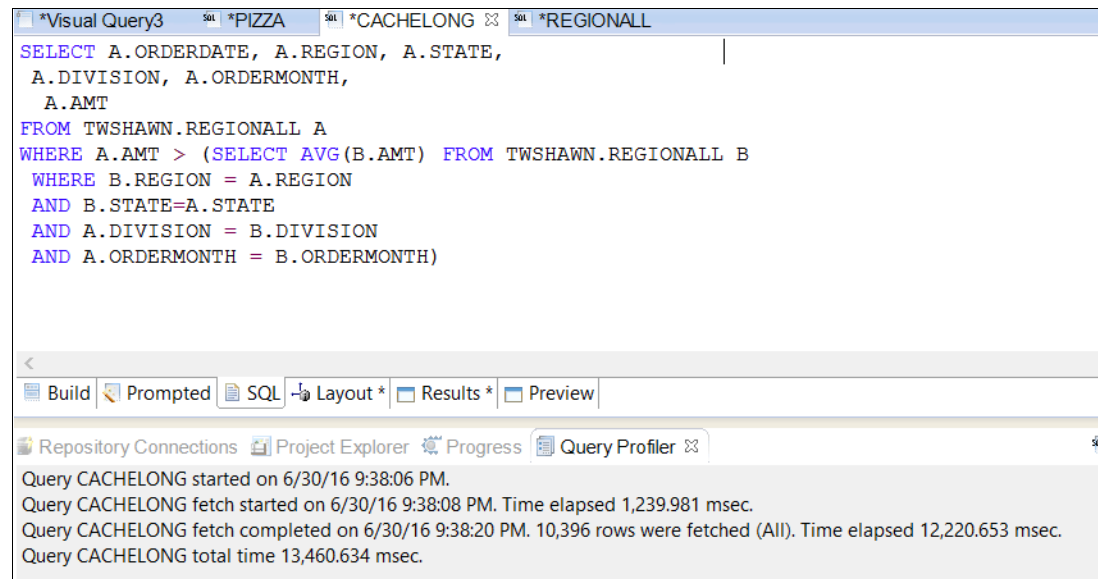 *Visual Query3 *PIZZA *CACHELONG *REGIONALL
SELECT A.ORDERDATE, A.REGION, A.STATE,
A.DIVISION, A.ORDERMONTH,
A.AMT
FROM TWSHAWN.REGIONALL A
WHERE A.AMT > (SELECT AVG(B.AMT) FROM TWSHAWN.REGIONALL B
WHERE B.REGION = A.REGION
AND B.STATE=A.STATE
AND A.DIVISION = B.DIVISION
AND A.ORDERMONTH = B.ORDERMONTH)
Build Prompted SQL Layout * Results * Preview
Repository Connections Project Explorer Progress Query Profiler
Query CACHELONG started on 6/30/16 9:38:06 PM.
Query CACHELONG fetch started on 6/30/16 9:38:08 PM. Time elapsed 1,239.981 msec.
Query CACHELONG fetch completed on 6/30/16 9:38:20 PM. 10,396 rows were fetched (All). Time elapsed 12,220.653 msec.
Query CACHELONG total time 13,460.634 msec.